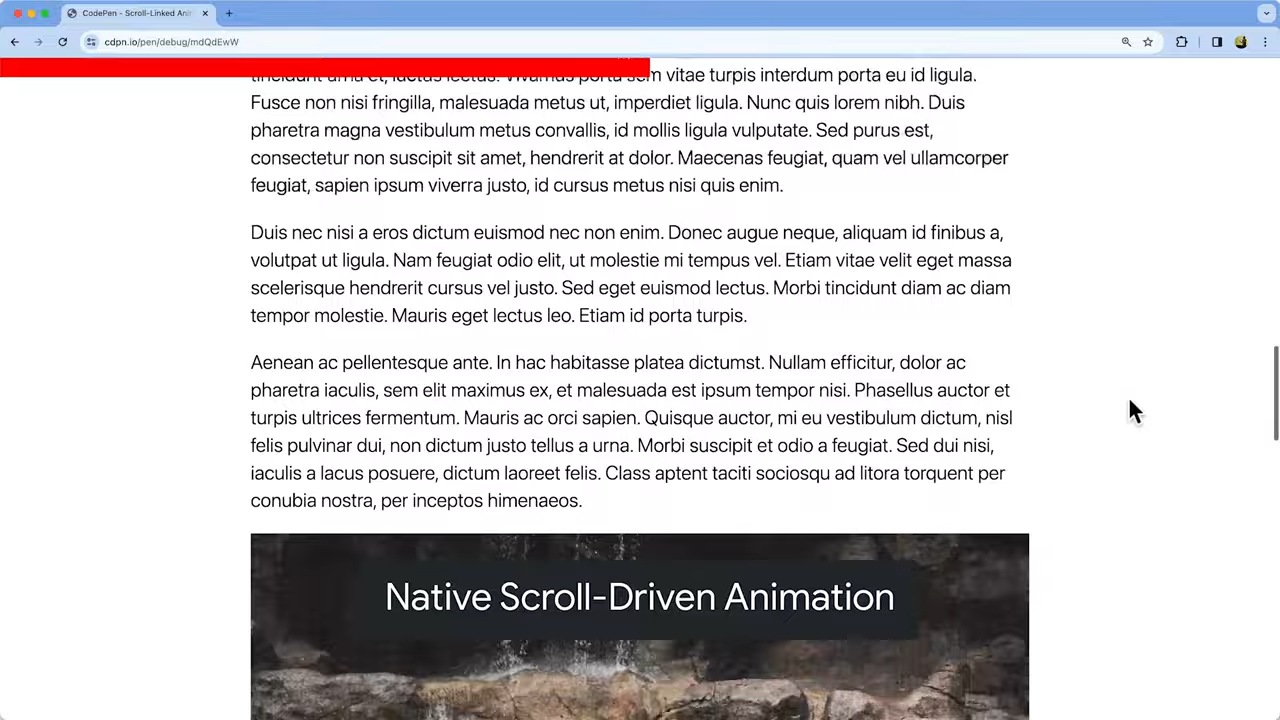 CodePen - Scroll-Linked Ani
cdpn.io/pen/debug/mdQdEwW
tincidunt urna et, luctus lectus. Vivamus porta sem vitae turpis interdum porta eu id ligula.
Fusce non nisi fringilla, malesuada metus ut, imperdiet ligula. Nunc quis lorem nibh. Duis
pharetra magna vestibulum metus convallis, id mollis ligula vulputate. Sed purus est,
consectetur non suscipit sit amet, hendrerit at dolor. Maecenas feugiat, quam vel ullamcorper
feugiat, sapien ipsum viverra justo, id cursus metus nisi quis enim.
Duis nec nisi a eros dictum euismod nec non enim. Donec augue neque, aliquam id finibus a,
volutpat ut ligula. Nam feugiat odio elit, ut molestie mi tempus vel. Etiam vitae velit eget massa
scelerisque hendrerit cursus vel justo. Sed eget euismod lectus. Morbi tincidunt diam ac diam
tempor molestie. Mauris eget lectus leo. Etiam id porta turpis.
Aenean ac pellentesque ante. In hac habitasse platea dictumst. Nullam efficitur, dolor ac
pharetra iaculis, sem elit maximus ex, et malesuada est ipsum tempor nisi. Phasellus auctor et
turpis ultrices fermentum. Mauris ac orci sapien. Quisque auctor, mi eu vestibulum dictum, nisl
felis pulvinar dui, non dictum justo tellus a urna. Morbi suscipit et odio a feugiat. Sed dui nisi,
iaculis a lacus posuere, dictum laoreet felis. Class aptent taciti sociosqu ad litora torquent per
conubia nostra, per inceptos himenaeos.
Native Scroll-Driven Animation